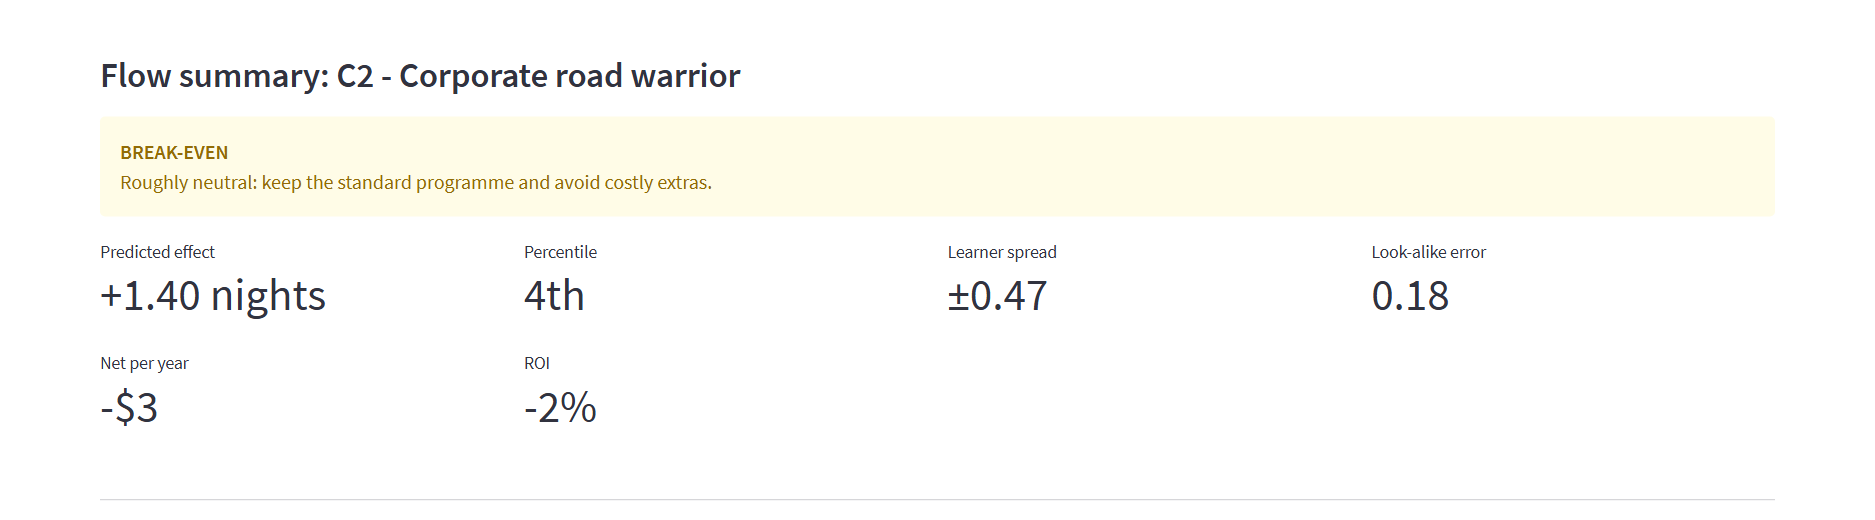 Flow summary: C2 - Corporate road warrior
BREAK-EVEN
Roughly neutral: keep the standard programme and avoid costly extras.
Predicted effect
+1.40 nights
Percentile
4th
Learner spread
±0.47
Look-alike error
0.18
Net per year
-$3
ROI
-2%